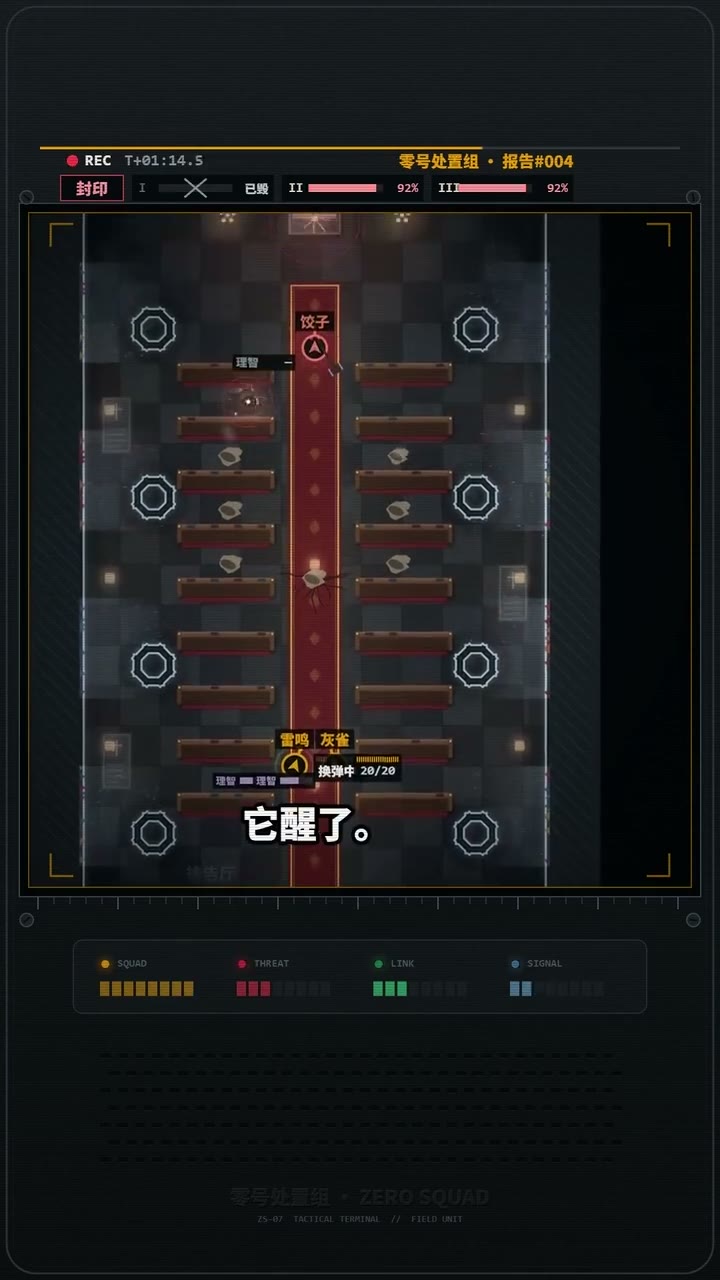 REC T+01:14.5 零号处置组 • 报告#004
封印 I 已毁 II 92% III 92%
饺子
理智
雷鸣 灰雀
换弹中 20/20
理智 理智
它醒了。
祷告厅
SQUAD THREAT LINK SIGNAL
零号处置组 • ZERO SQUAD
ZS-07 TACTICAL TERMINAL // FIELD UNIT